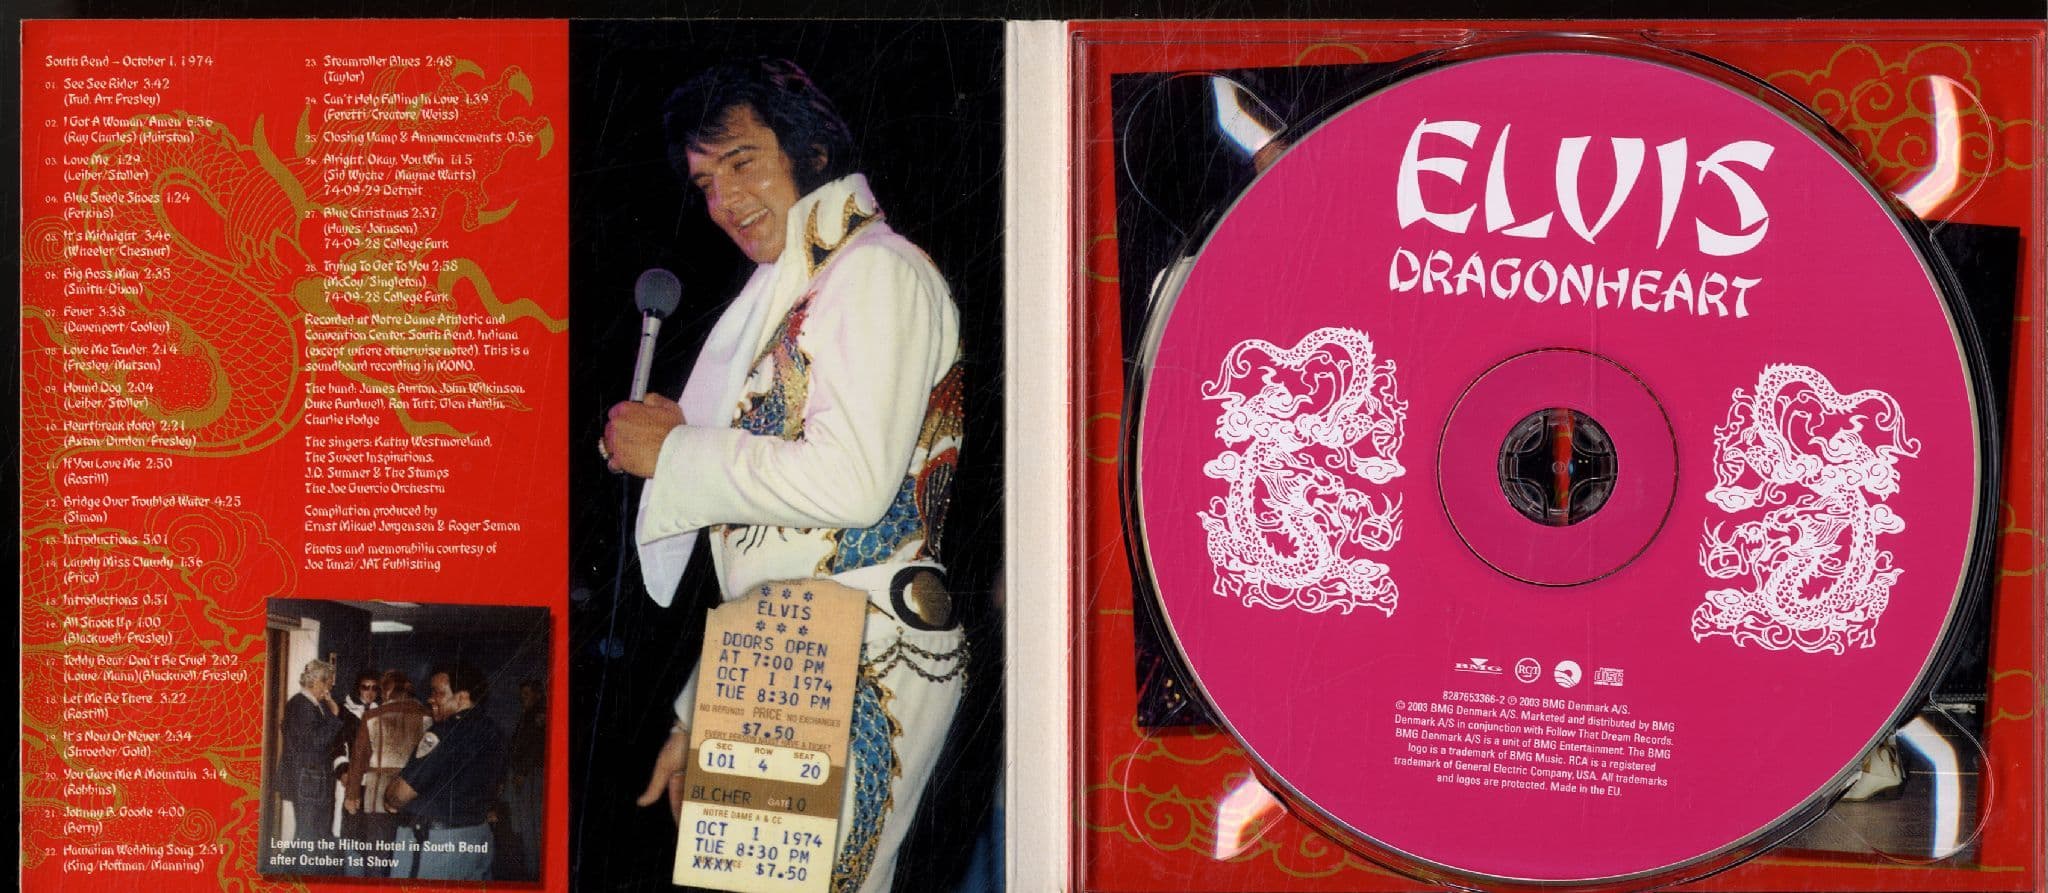 South Bend – October 1, 1974
01. See See Rider 3:42
(Trad. Arr. Presley)
02. I Got A Woman/Amen 6:56
(Ray Charles) (Hairston)
03. Love Me 1:29
(Leiber/Stoller)
04. Blue Suede Shoes 1:24
(Perkins)
05. It's Midnight 3:46
(Wheeler/Chesnut)
06. Big Boss Man 2:35
(Smith/Dixon)
07. Fever 3:38
(Davenport/Cooley)
08. Love Me Tender 2:14
(Presley/Matson)
09. Hound Dog 2:04
(Leiber/Stoller)
10. Heartbreak Hotel 2:21
(Axton/Durden/Presley)
11. If You Love Me 2:50
(Rostill)
12. Bridge Over Troubled Water 4:25
(Simon)
13. Introductions 5:01
14. Lawdy Miss Clawdy 1:36
(Price)
15. Introductions 0:51
16. All Shook Up 1:00
(Blackwell/Presley)
17. Teddy Bear/Don't Be Cruel 2:02
(Lowe/Mann)(Blackwell/Presley)
18. Let Me Be There 3:22
(Rostill)
19. It's Now Or Never 2:34
(Shroeder/Gold)
20. You Gave Me A Mountain 3:14
(Robbins)
21. Johnny B. Goode 4:00
(Berry)
22. Hawaiian Wedding Song 2:31
(King/Hoffman/Manning)
23. Steamroller Blues 2:48
(Taylor)
24. Can't Help Falling In Love 1:39
(Peretti/Creatore/Weiss)
25. Closing Vamp & Announcements 0:56
26. Alright, Okay, You Win 1:15
(Sid Wyche / Mayme Watts)
74-09-29 Detroit
27. Blue Christmas 2:37
(Hayes/Johnson)
74-09-28 College Park
28. Trying To Get To You 2:58
(McCoy/Singleton)
74-09-28 College Park
Recorded at Notre Dame Athletic and
Convention Center, South Bend, Indiana
(except where otherwise noted). This is a
soundboard recording in MONO.
The band: James Burton, John Wilkinson,
Duke Bardwell, Ron Tutt, Glen Hardin,
Charlie Hodge
The singers: Kathy Westmoreland,
The Sweet Inspirations,
J.D. Sumner & The Stamps
The Joe Guercio Orchestra
Compilation produced by
Ernst Mikael Jørgensen & Roger Semon
Photos and memorabilia courtesy of
Joe Tunzi/JAT Publishing
Leaving the Hilton Hotel in South Bend
after October 1st Show
* * *
ELVIS
* * *
DOORS OPEN
AT 7:00 PM
OCT 1 1974
TUE 8:30 PM
NO REFUNDS PRICE NO EXCHANGES
$7.50
EVERY PERSON MUST HAVE A TICKET
SEC ROW SEAT
101 4 20
BLCHER GATE 10
NOTRE DAME A & CC
OCT 1 1974
TUE 8:30 PM
XXXX $7.50
ELVIS
DRAGONHEART
BMG RCA COMPACT disc DIGITAL AUDIO
8287653366-2 ℗ 2003 BMG Denmark A/S.
© 2003 BMG Denmark A/S. Marketed and distributed by BMG
Denmark A/S in conjunction with Follow That Dream Records.
BMG Denmark A/S is a unit of BMG Entertainment. The BMG
logo is a trademark of BMG Music. RCA is a registered
trademark of General Electric Company, USA. All trademarks
and logos are protected. Made in the EU.